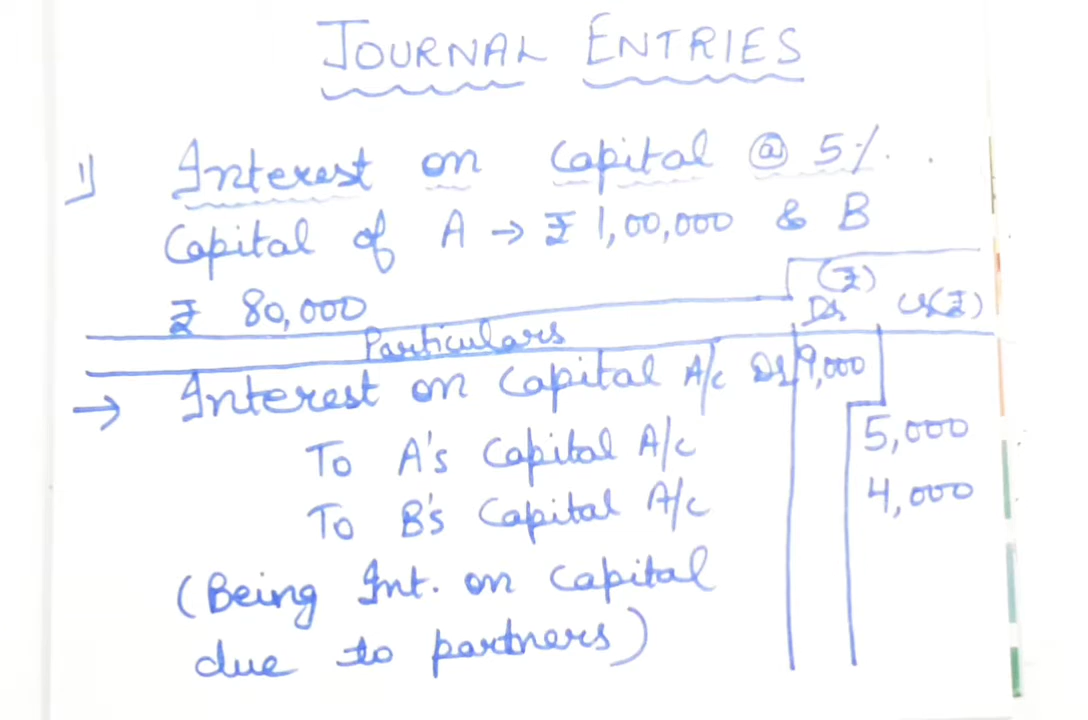 JOURNAL ENTRIES
1) Interest on Capital @ 5%.
Capital of A → ₹ 1,00,000 & B
₹ 80,000
(₹)
Particulars Dr Cr(₹)
→ Interest on Capital A/c Dr 9,000
To A's Capital A/c 5,000
To B's Capital A/c 4,000
(Being Int. on Capital
due to partners)